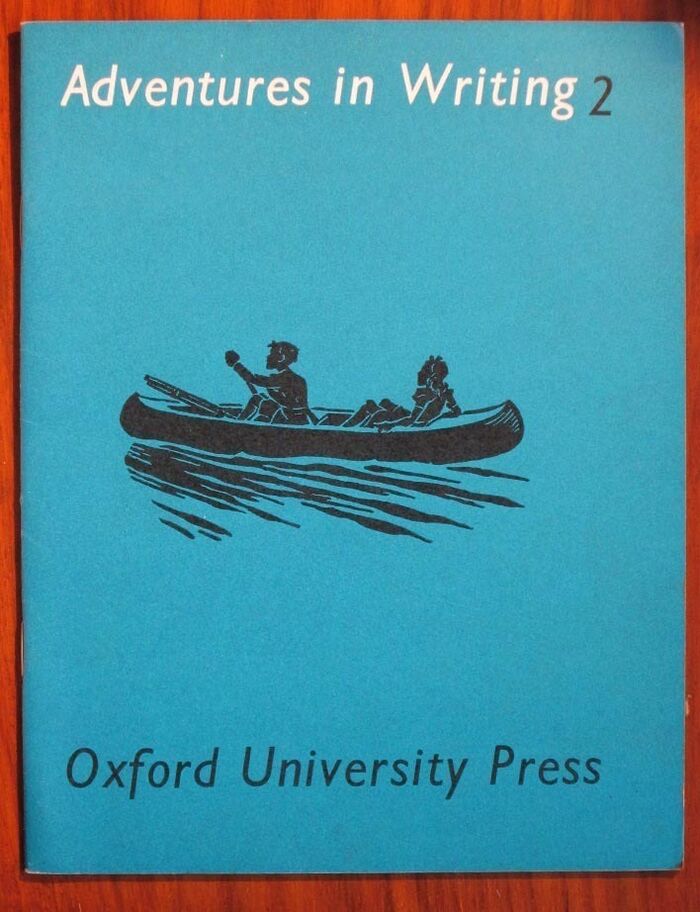 Adventures in Writing 2
Oxford University Press